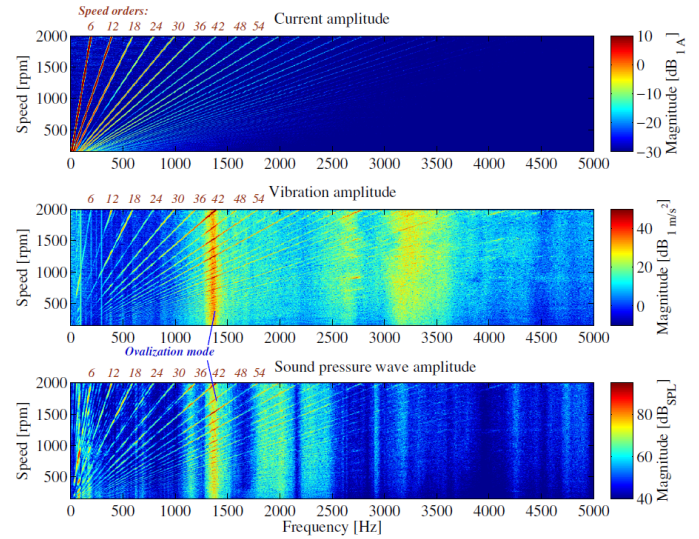 Speed orders:
6 12 18 24 30 36 42 48 54
Current amplitude
2000
1500
1000
500
Speed [rpm]
0 500 1000 1500 2000 2500 3000 3500 4000 4500 5000
10
0
−10
−20
−30
Magnitude [dB 1 A]
6 12 18 24 30 36 42 48 54
Vibration amplitude
2000
1500
1000
500
Speed [rpm]
0 500 1000 1500 2000 2500 3000 3500 4000 4500 5000
40
20
0
Magnitude [dB 1 m/s²]
Ovalization mode
6 12 18 24 30 36 42 48 54
Sound pressure wave amplitude
2000
1500
1000
500
Speed [rpm]
0 500 1000 1500 2000 2500 3000 3500 4000 4500 5000
Frequency [Hz]
80
60
40
Magnitude [dB SPL]